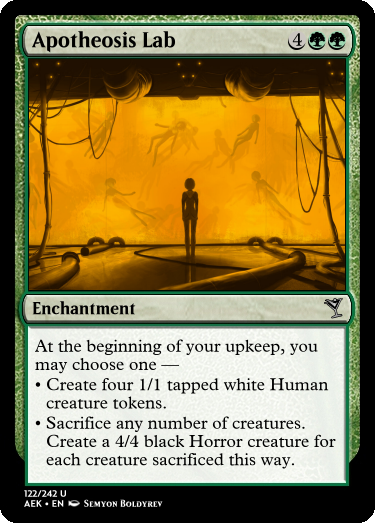 Apotheosis Lab 4
Enchantment
At the beginning of your upkeep, you
may choose one —
• Create four 1/1 tapped white Human
creature tokens.
• Sacrifice any number of creatures.
Create a 4/4 black Horror creature for
each creature sacrificed this way.
122/242 U
AEK • EN Semyon Boldyrev